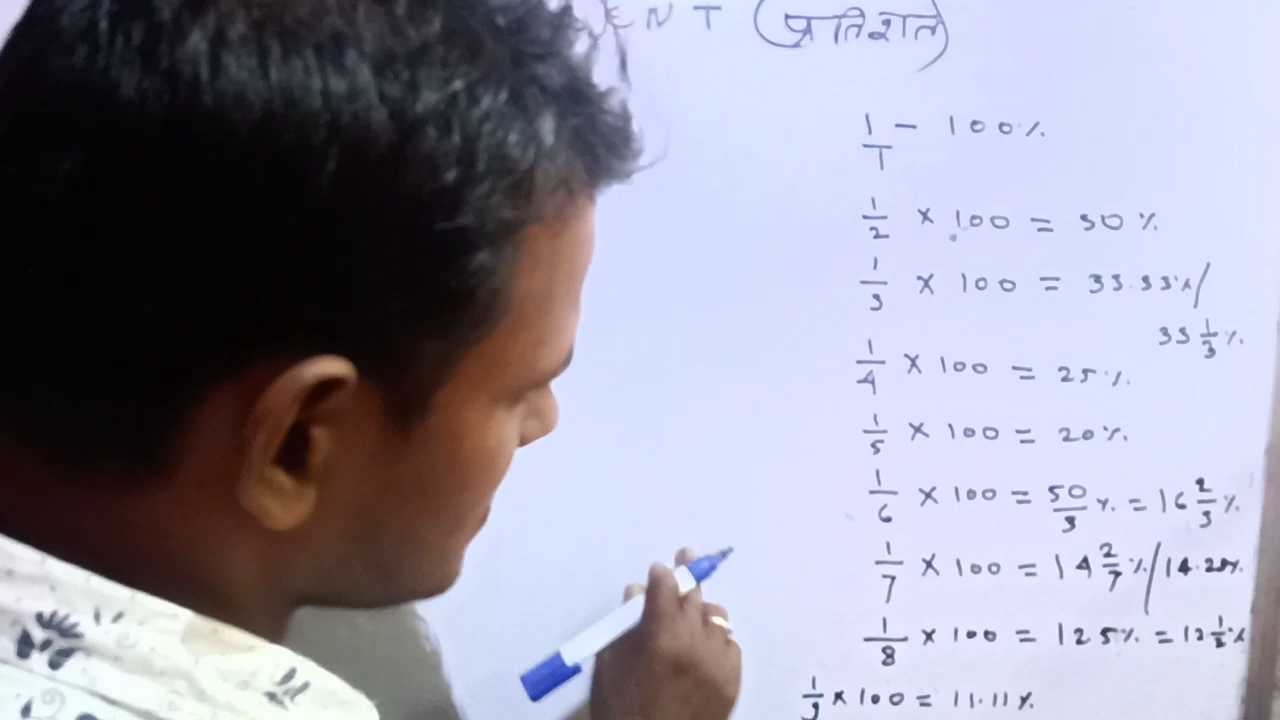 ENT (प्रतिशत)
1/1 - 100%
1/2 × 100 = 50%
1/3 × 100 = 33.33% /
33 1/3 %
1/4 × 100 = 25%
1/5 × 100 = 20%
1/6 × 100 = 50/3 % = 16 2/3 %
1/7 × 100 = 14 2/7 % / 14.28%
1/8 × 100 = 125% = 12 1/2 %
1/9 × 100 = 11.11%